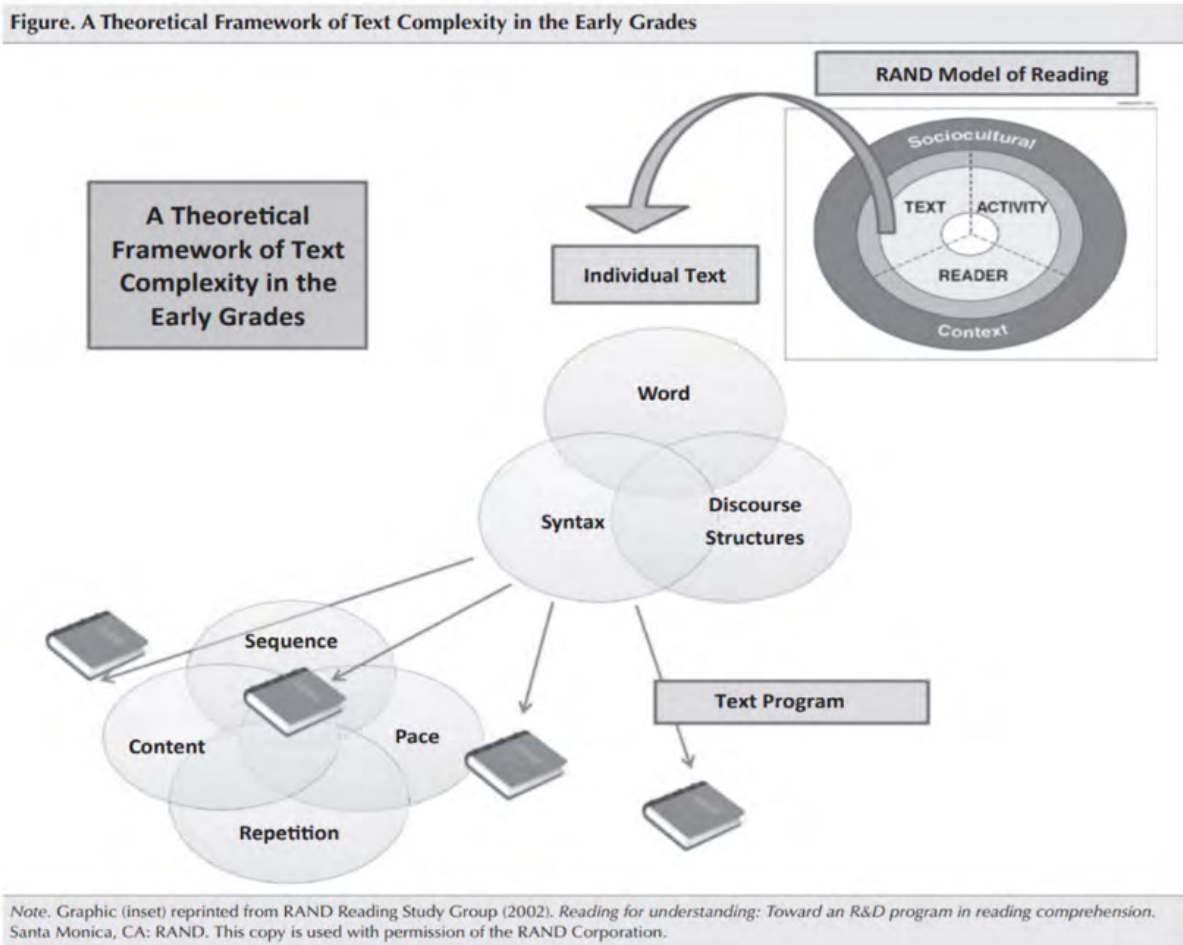 Figure. A Theoretical Framework of Text Complexity in the Early Grades
RAND Model of Reading
Sociocultural
TEXT
ACTIVITY
READER
Context
A Theoretical
Framework of Text
Complexity in the
Early Grades
Individual Text
Word
Syntax
Discourse
Structures
Sequence
Content
Pace
Repetition
Text Program
Note. Graphic (inset) reprinted from RAND Reading Study Group (2002). Reading for understanding: Toward an R&D program in reading comprehension.
Santa Monica, CA: RAND. This copy is used with permission of the RAND Corporation.